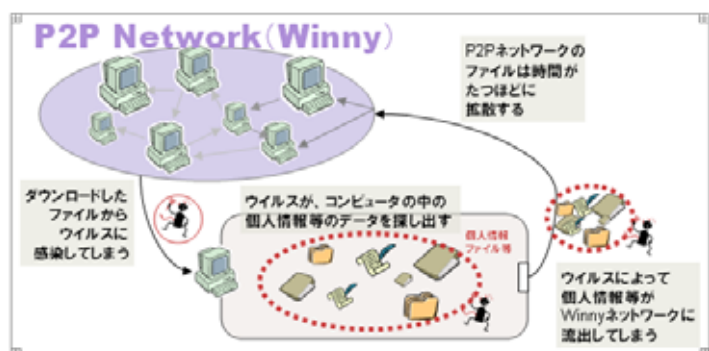 P2P Network(Winny)
P2Pネットワークの
ファイルは時間が
たつほどに
拡散する
ダウンロードした
ファイルから
ウイルスに
感染してしまう
ウイルスが、コンピュータの中の
個人情報等のデータを探し出す
個人情報
ファイル等
ウイルスによって
個人情報等が
Winnyネットワークに
流出してしまう